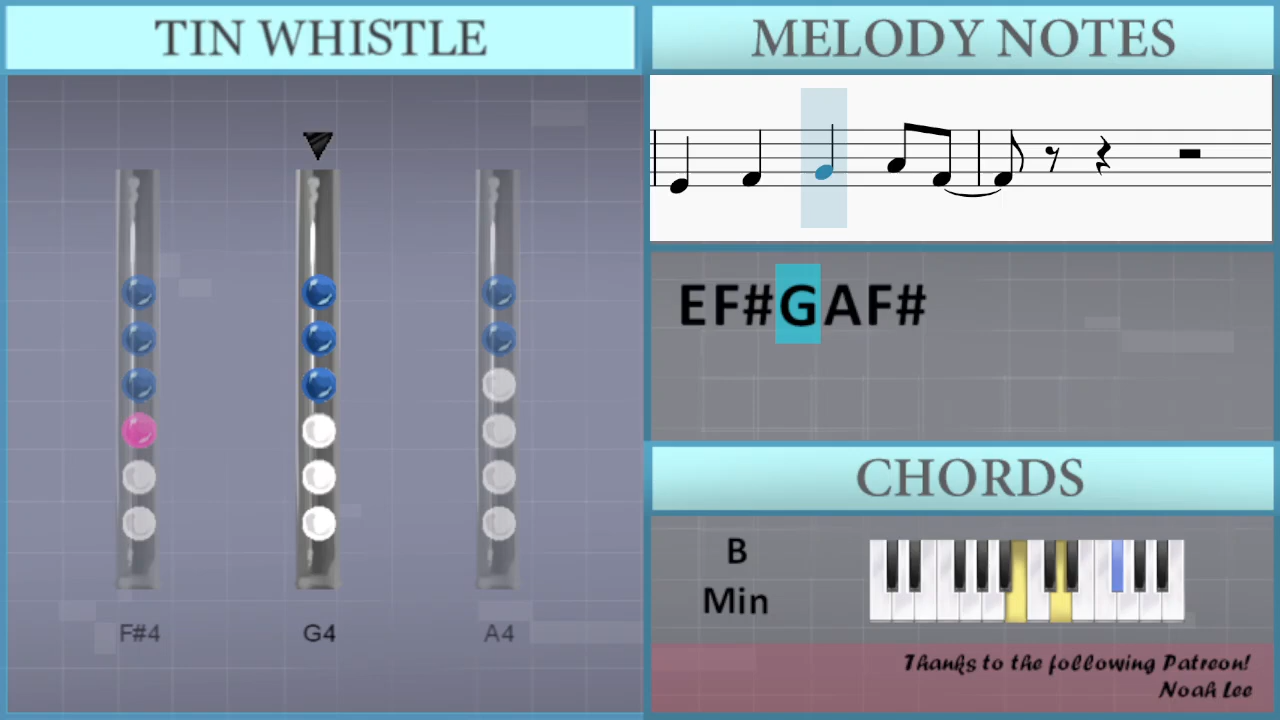 TIN WHISTLE
F#4
G4
A4
MELODY NOTES
EF#GAF#
CHORDS
B
Min
Thanks to the following Patreon!
Noah Lee